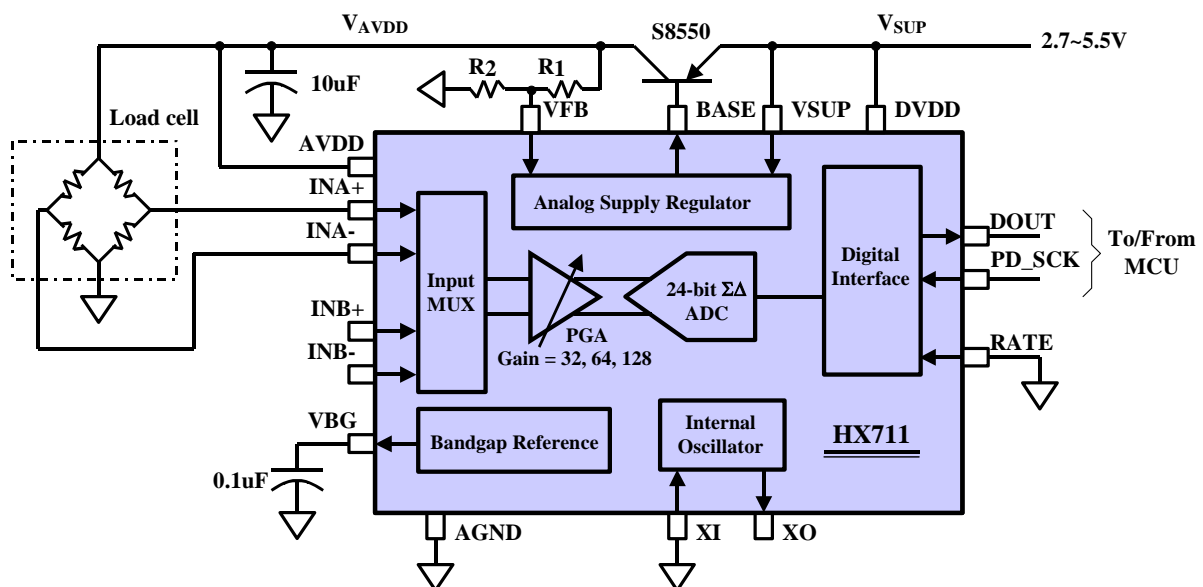 V_AVDD
S8550
V_SUP
2.7~5.5V
R2
R1
10uF
VFB
BASE
VSUP
DVDD
Load cell
AVDD
INA+
INA-
INB+
INB-
VBG
0.1uF
Analog Supply Regulator
Input
MUX
PGA
Gain = 32, 64, 128
24-bit ΣΔ
ADC
Digital
Interface
DOUT
PD_SCK
To/From
MCU
RATE
Bandgap Reference
Internal
Oscillator
HX711
AGND
XI
XO